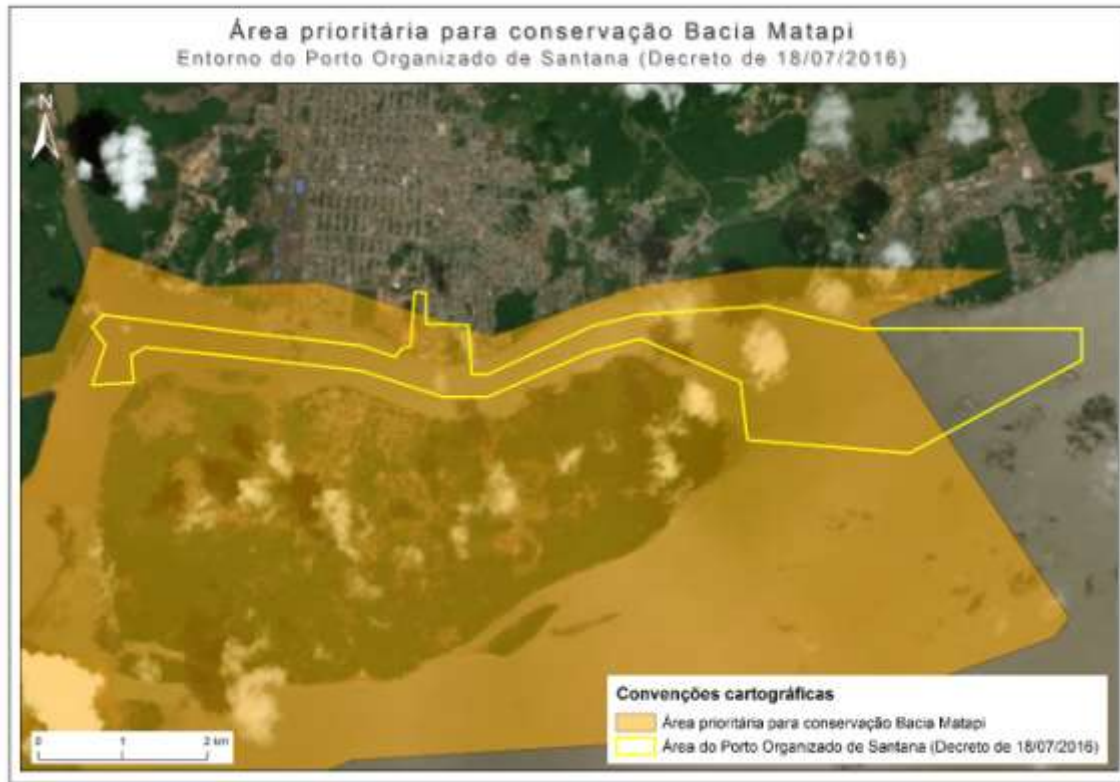 Área prioritária para conservação Bacia Matapi
Entorno do Porto Organizado de Santana (Decreto de 18/07/2016)
N
Convenções cartográficas
Área prioritária para conservação Bacia Matapi
Área do Porto Organizado de Santana (Decreto de 18/07/2016)
0 1 2 km